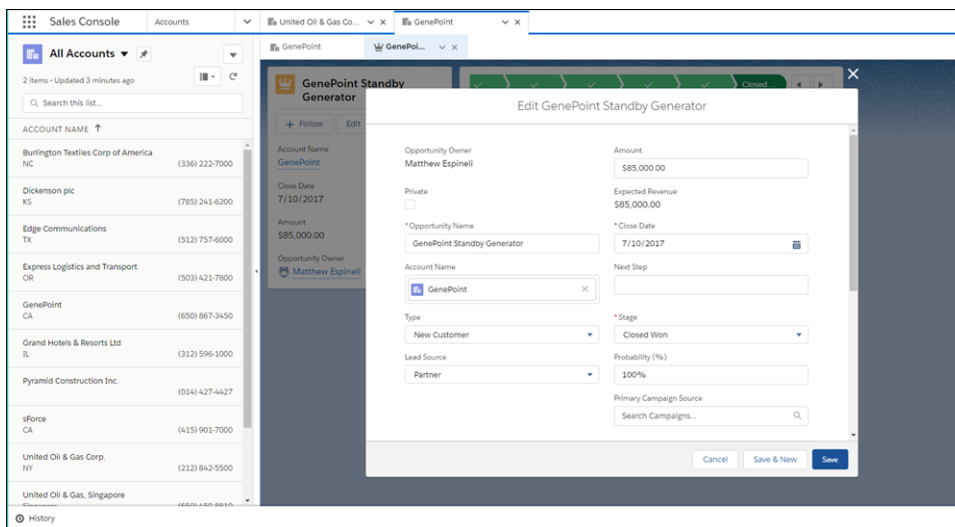 Sales Console
Accounts
United Oil & Gas Co...
GenePoint
All Accounts
2 items • Updated 3 minutes ago
Search this list...
ACCOUNT NAME
Burlington Textiles Corp of America
NC (336) 222-7000
Dickenson plc
KS (785) 241-6200
Edge Communications
TX (512) 757-6000
Express Logistics and Transport
OR (503) 421-7800
GenePoint
CA (650) 867-3450
Grand Hotels & Resorts Ltd
IL (312) 596-1000
Pyramid Construction Inc.
(014) 427-4427
sForce
CA (415) 901-7000
United Oil & Gas Corp.
NY (212) 842-5500
United Oil & Gas, Singapore
Singapore (650) 450-8810
History
GenePoint
GenePoi...
GenePoint Standby
Generator
Follow
Edit
Closed ...
Account Name
GenePoint
Close Date
7/10/2017
Amount
$85,000.00
Opportunity Owner
Matthew Espineli
Edit GenePoint Standby Generator
Opportunity Owner
Matthew Espineli
Amount
$85,000.00
Private
Expected Revenue
$85,000.00
*Opportunity Name
GenePoint Standby Generator
*Close Date
7/10/2017
Account Name
GenePoint
Next Step
Type
New Customer
*Stage
Closed Won
Lead Source
Partner
Probability (%)
100%
Primary Campaign Source
Search Campaigns...
Cancel
Save & New
Save